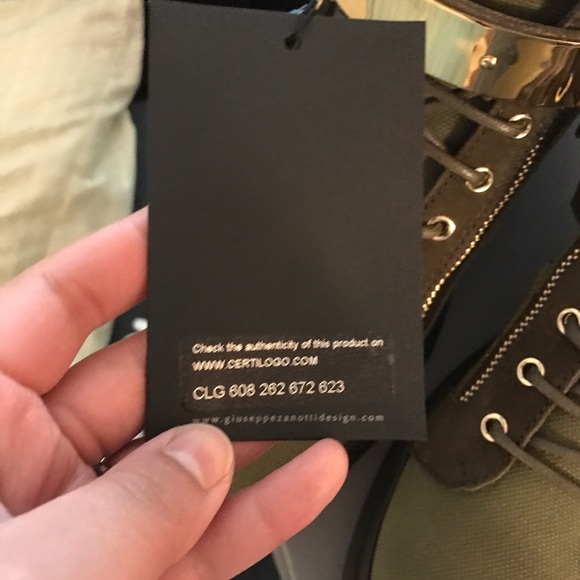 Check the authenticity of this product on
WWW.CERTILOGO.COM
CLG 608 262 672 623
www.giuseppezanottidesign.com